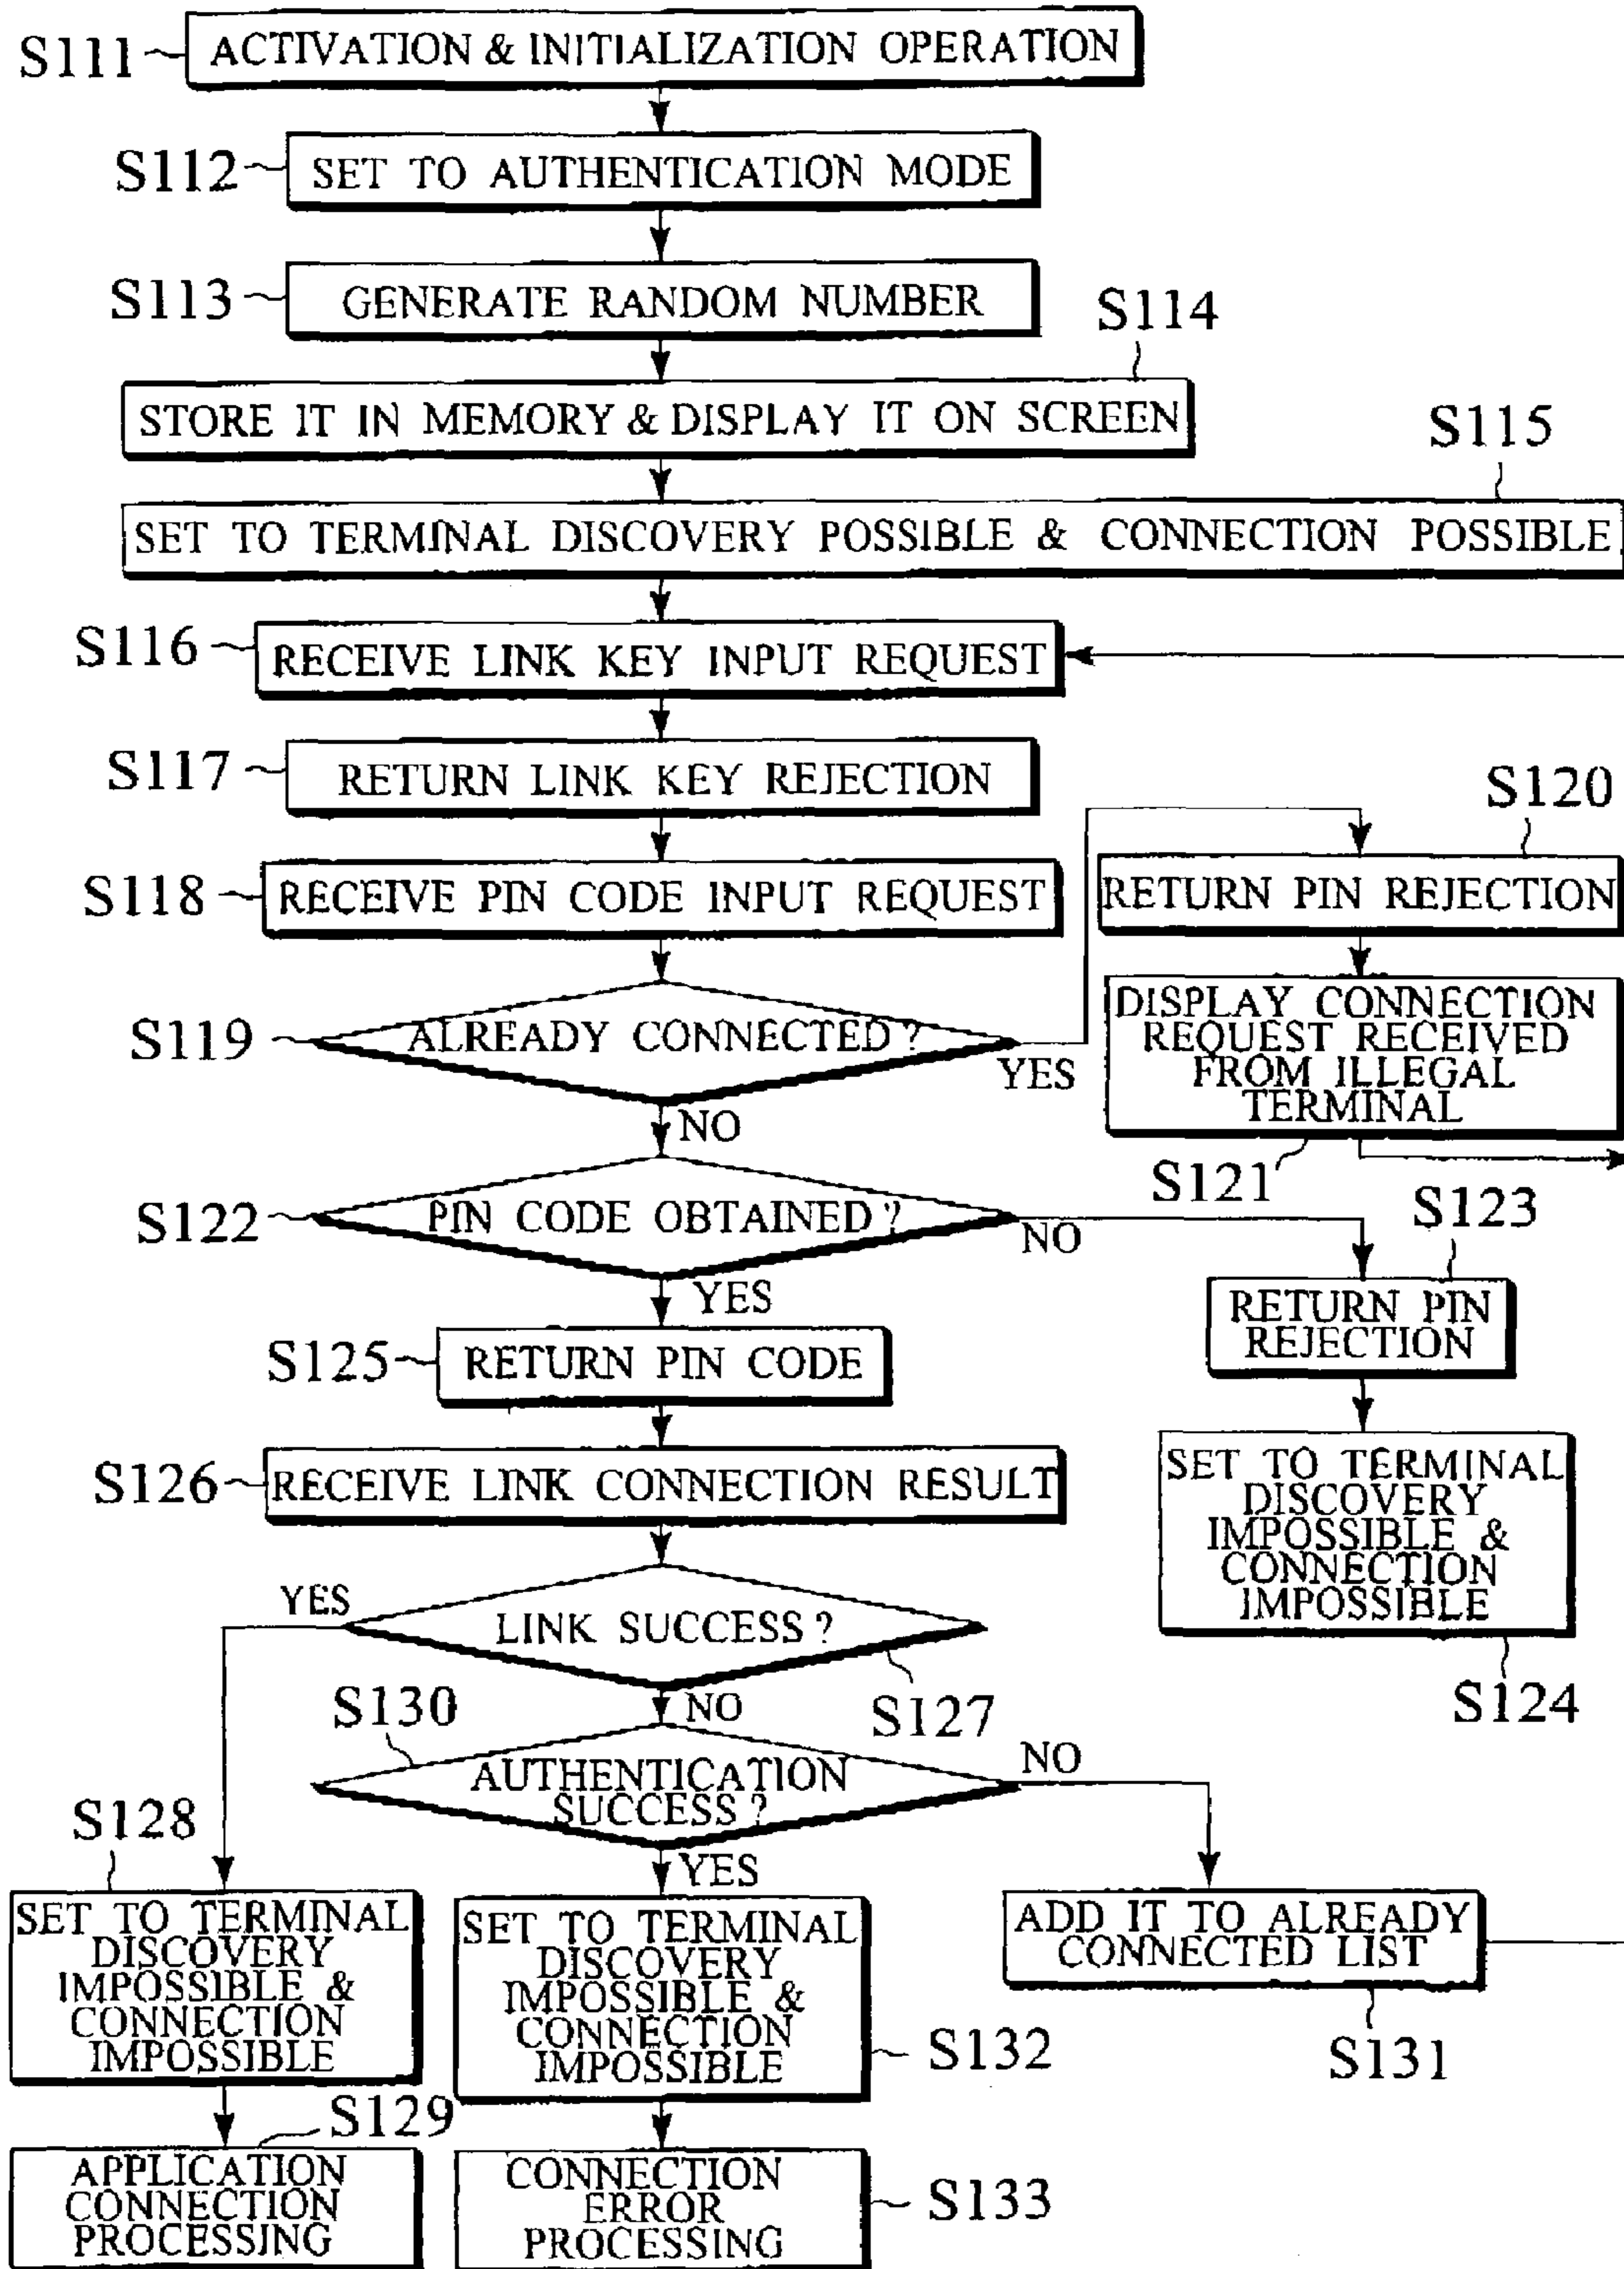 S111
ACTIVATION & INITIALIZATION OPERATION
S112
SET TO AUTHENTICATION MODE
S113
GENERATE RANDOM NUMBER
S114
STORE IT IN MEMORY & DISPLAY IT ON SCREEN
S115
SET TO TERMINAL DISCOVERY POSSIBLE & CONNECTION POSSIBLE
S116
RECEIVE LINK KEY INPUT REQUEST
S117
RETURN LINK KEY REJECTION
S118
RECEIVE PIN CODE INPUT REQUEST
S119
ALREADY CONNECTED?
YES
NO
S120
RETURN PIN REJECTION
DISPLAY CONNECTION
REQUEST RECEIVED
FROM ILLEGAL
TERMINAL
S121
S122
PIN CODE OBTAINED?
NO
YES
S123
RETURN PIN
REJECTION
SET TO TERMINAL
DISCOVERY
IMPOSSIBLE &
CONNECTION
IMPOSSIBLE
S124
S125
RETURN PIN CODE
S126
RECEIVE LINK CONNECTION RESULT
YES
LINK SUCCESS?
S127
NO
S130
AUTHENTICATION
SUCCESS?
NO
YES
S128
SET TO TERMINAL
DISCOVERY
IMPOSSIBLE &
CONNECTION
IMPOSSIBLE
S129
APPLICATION
CONNECTION
PROCESSING
SET TO TERMINAL
DISCOVERY
IMPOSSIBLE &
CONNECTION
IMPOSSIBLE
S132
CONNECTION
ERROR
PROCESSING
S133
ADD IT TO ALREADY
CONNECTED LIST
S131